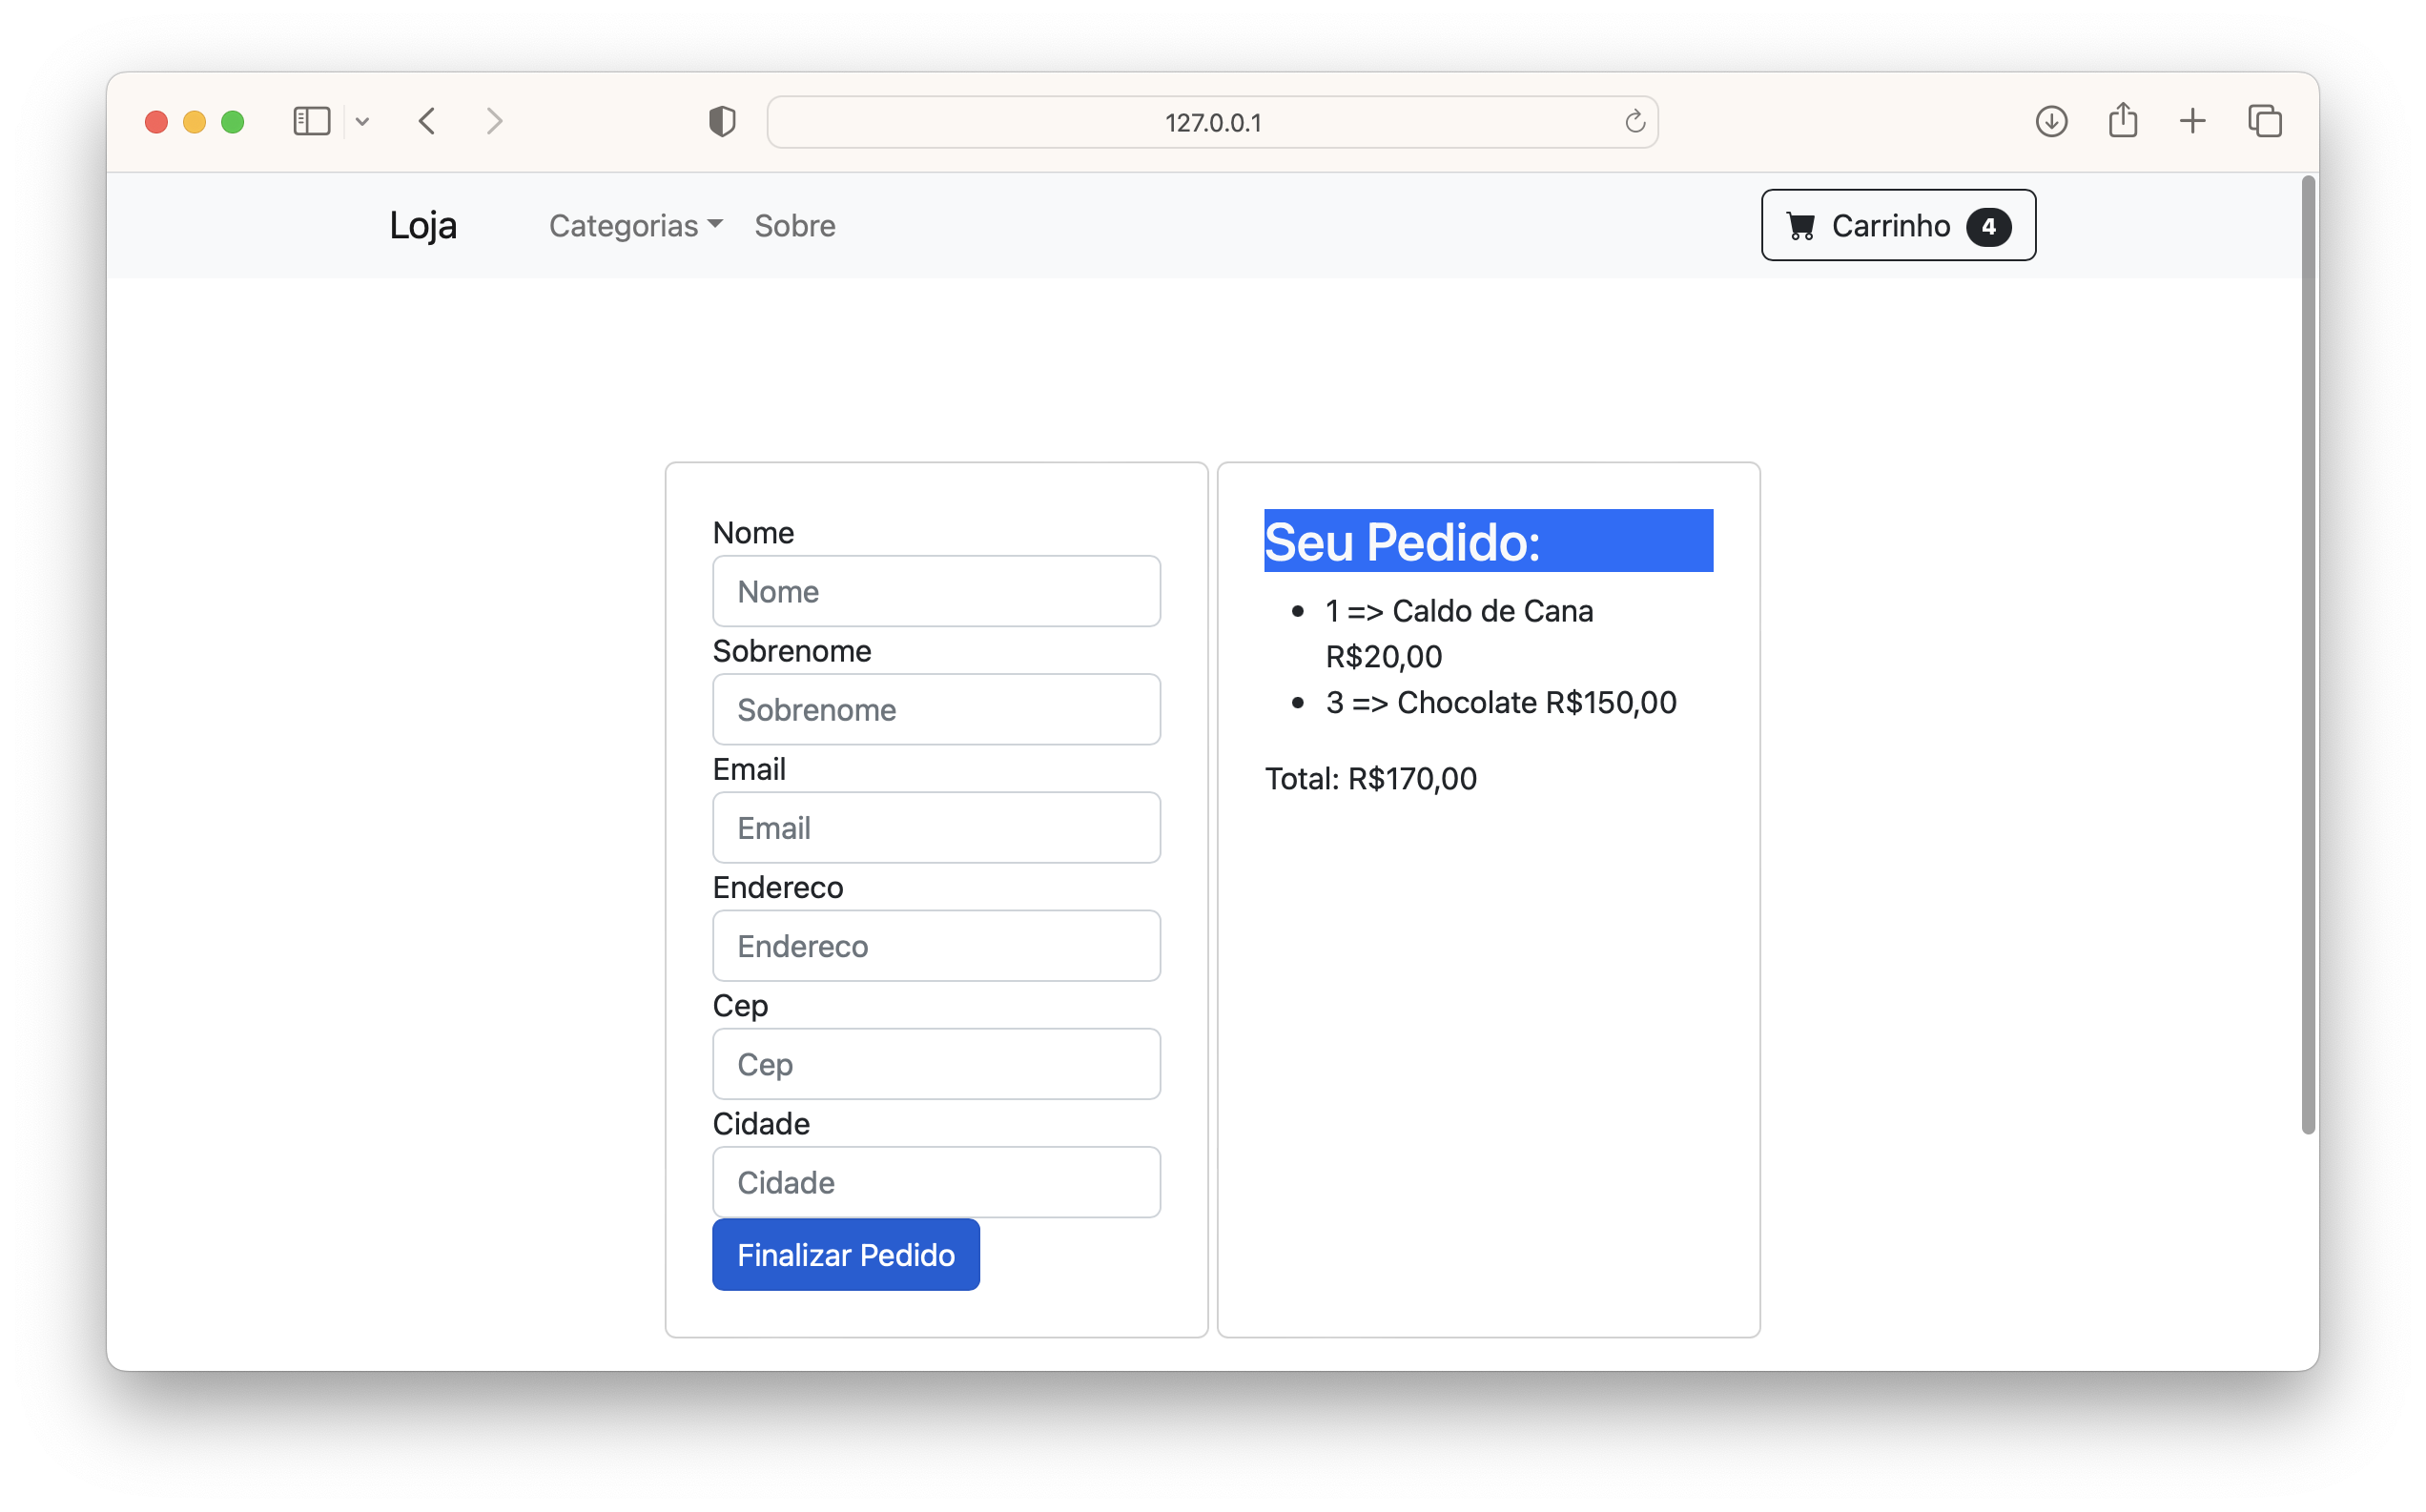 127.0.0.1
Loja
Categorias
Sobre
Carrinho 4
Nome
Nome
Sobrenome
Sobrenome
Email
Email
Endereco
Endereco
Cep
Cep
Cidade
Cidade
Finalizar Pedido
Seu Pedido:
• 1 => Caldo de Cana
R$20,00
• 3 => Chocolate R$150,00
Total: R$170,00